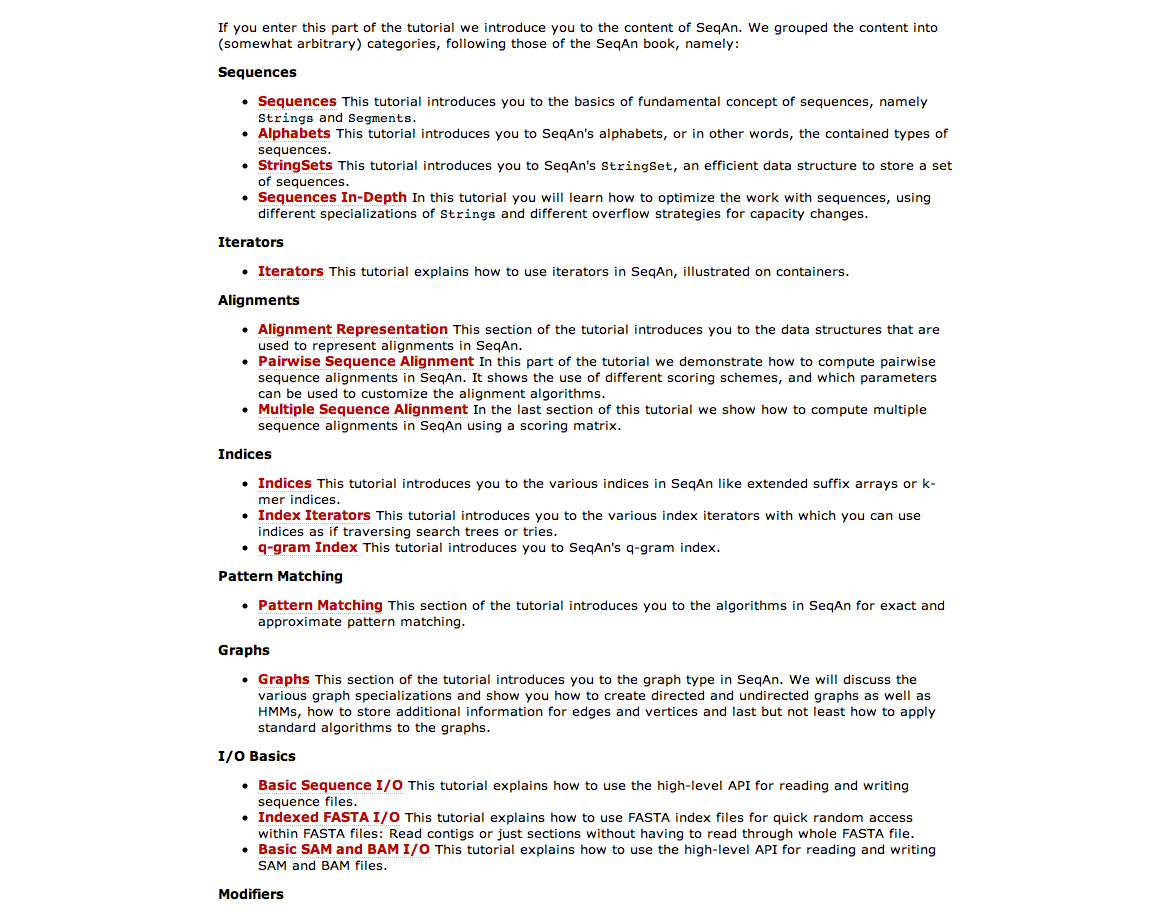 If you enter this part of the tutorial we introduce you to the content of SeqAn. We grouped the content into
(somewhat arbitrary) categories, following those of the SeqAn book, namely:
Sequences
• Sequences This tutorial introduces you to the basics of fundamental concept of sequences, namely
Strings and Segments.
• Alphabets This tutorial introduces you to SeqAn's alphabets, or in other words, the contained types of
sequences.
• StringSets This tutorial introduces you to SeqAn's StringSet, an efficient data structure to store a set
of sequences.
• Sequences In-Depth In this tutorial you will learn how to optimize the work with sequences, using
different specializations of Strings and different overflow strategies for capacity changes.
Iterators
• Iterators This tutorial explains how to use iterators in SeqAn, illustrated on containers.
Alignments
• Alignment Representation This section of the tutorial introduces you to the data structures that are
used to represent alignments in SeqAn.
• Pairwise Sequence Alignment In this part of the tutorial we demonstrate how to compute pairwise
sequence alignments in SeqAn. It shows the use of different scoring schemes, and which parameters
can be used to customize the alignment algorithms.
• Multiple Sequence Alignment In the last section of this tutorial we show how to compute multiple
sequence alignments in SeqAn using a scoring matrix.
Indices
• Indices This tutorial introduces you to the various indices in SeqAn like extended suffix arrays or k-
mer indices.
• Index Iterators This tutorial introduces you to the various index iterators with which you can use
indices as if traversing search trees or tries.
• q-gram Index This tutorial introduces you to SeqAn's q-gram index.
Pattern Matching
• Pattern Matching This section of the tutorial introduces you to the algorithms in SeqAn for exact and
approximate pattern matching.
Graphs
• Graphs This section of the tutorial introduces you to the graph type in SeqAn. We will discuss the
various graph specializations and show you how to create directed and undirected graphs as well as
HMMs, how to store additional information for edges and vertices and last but not least how to apply
standard algorithms to the graphs.
I/O Basics
• Basic Sequence I/O This tutorial explains how to use the high-level API for reading and writing
sequence files.
• Indexed FASTA I/O This tutorial explains how to use FASTA index files for quick random access
within FASTA files: Read contigs or just sections without having to read through whole FASTA file.
• Basic SAM and BAM I/O This tutorial explains how to use the high-level API for reading and writing
SAM and BAM files.
Modifiers